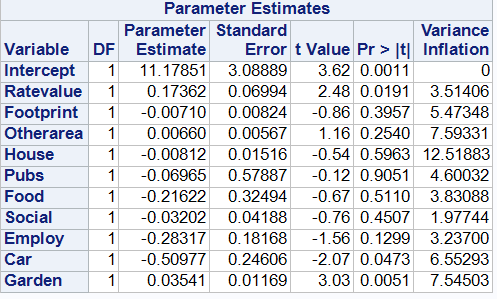 Parameter Estimates
Variable DF Parameter Estimate Standard Error t Value Pr > |t| Variance Inflation
Intercept 1 11.17851 3.08889 3.62 0.0011 0
Ratevalue 1 0.17362 0.06994 2.48 0.0191 3.51406
Footprint 1 -0.00710 0.00824 -0.86 0.3957 5.47348
Otherarea 1 0.00660 0.00567 1.16 0.2540 7.59331
House 1 -0.00812 0.01516 -0.54 0.5963 12.51883
Pubs 1 -0.06965 0.57887 -0.12 0.9051 4.60032
Food 1 -0.21622 0.32494 -0.67 0.5110 3.83088
Social 1 -0.03202 0.04188 -0.76 0.4507 1.97744
Employ 1 -0.28317 0.18168 -1.56 0.1299 3.23700
Car 1 -0.50977 0.24606 -2.07 0.0473 6.55293
Garden 1 0.03541 0.01169 3.03 0.0051 7.54503